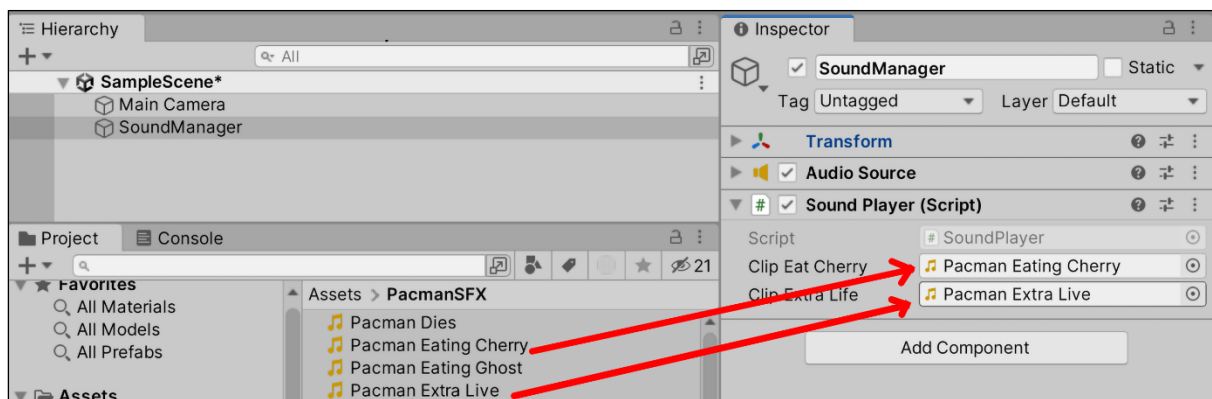 Hierarchy
All
SampleScene*
Main Camera
SoundManager
Project
Console
21
Favorites
All Materials
All Models
All Prefabs
Assets
Assets > PacmanSFX
Pacman Dies
Pacman Eating Cherry
Pacman Eating Ghost
Pacman Extra Live
Inspector
SoundManager
Static
Tag Untagged
Layer Default
Transform
Audio Source
# Sound Player (Script)
Script
# SoundPlayer
Clip Eat Cherry
Pacman Eating Cherry
Clip Extra Life
Pacman Extra Live
Add Component